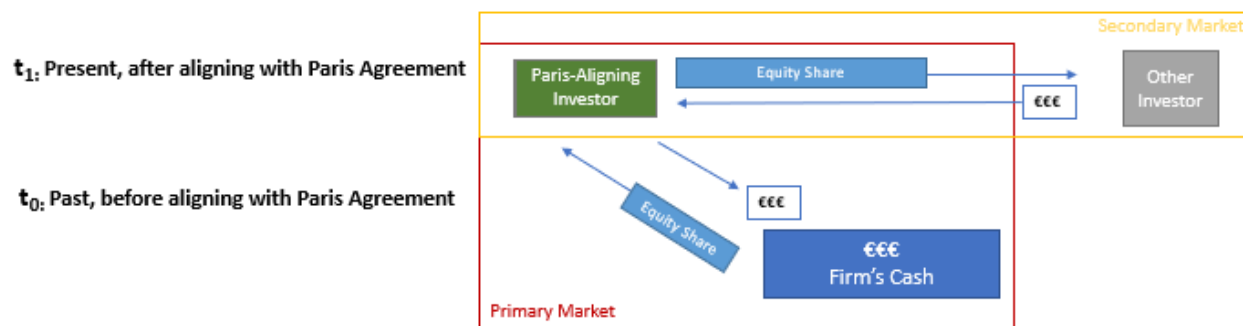 Secondary Market
t1: Present, after aligning with Paris Agreement
Paris-Aligning
Investor
Equity Share
€€€
Other
Investor
t0: Past, before aligning with Paris Agreement
€€€
Equity Share
€€€
Firm's Cash
Primary Market